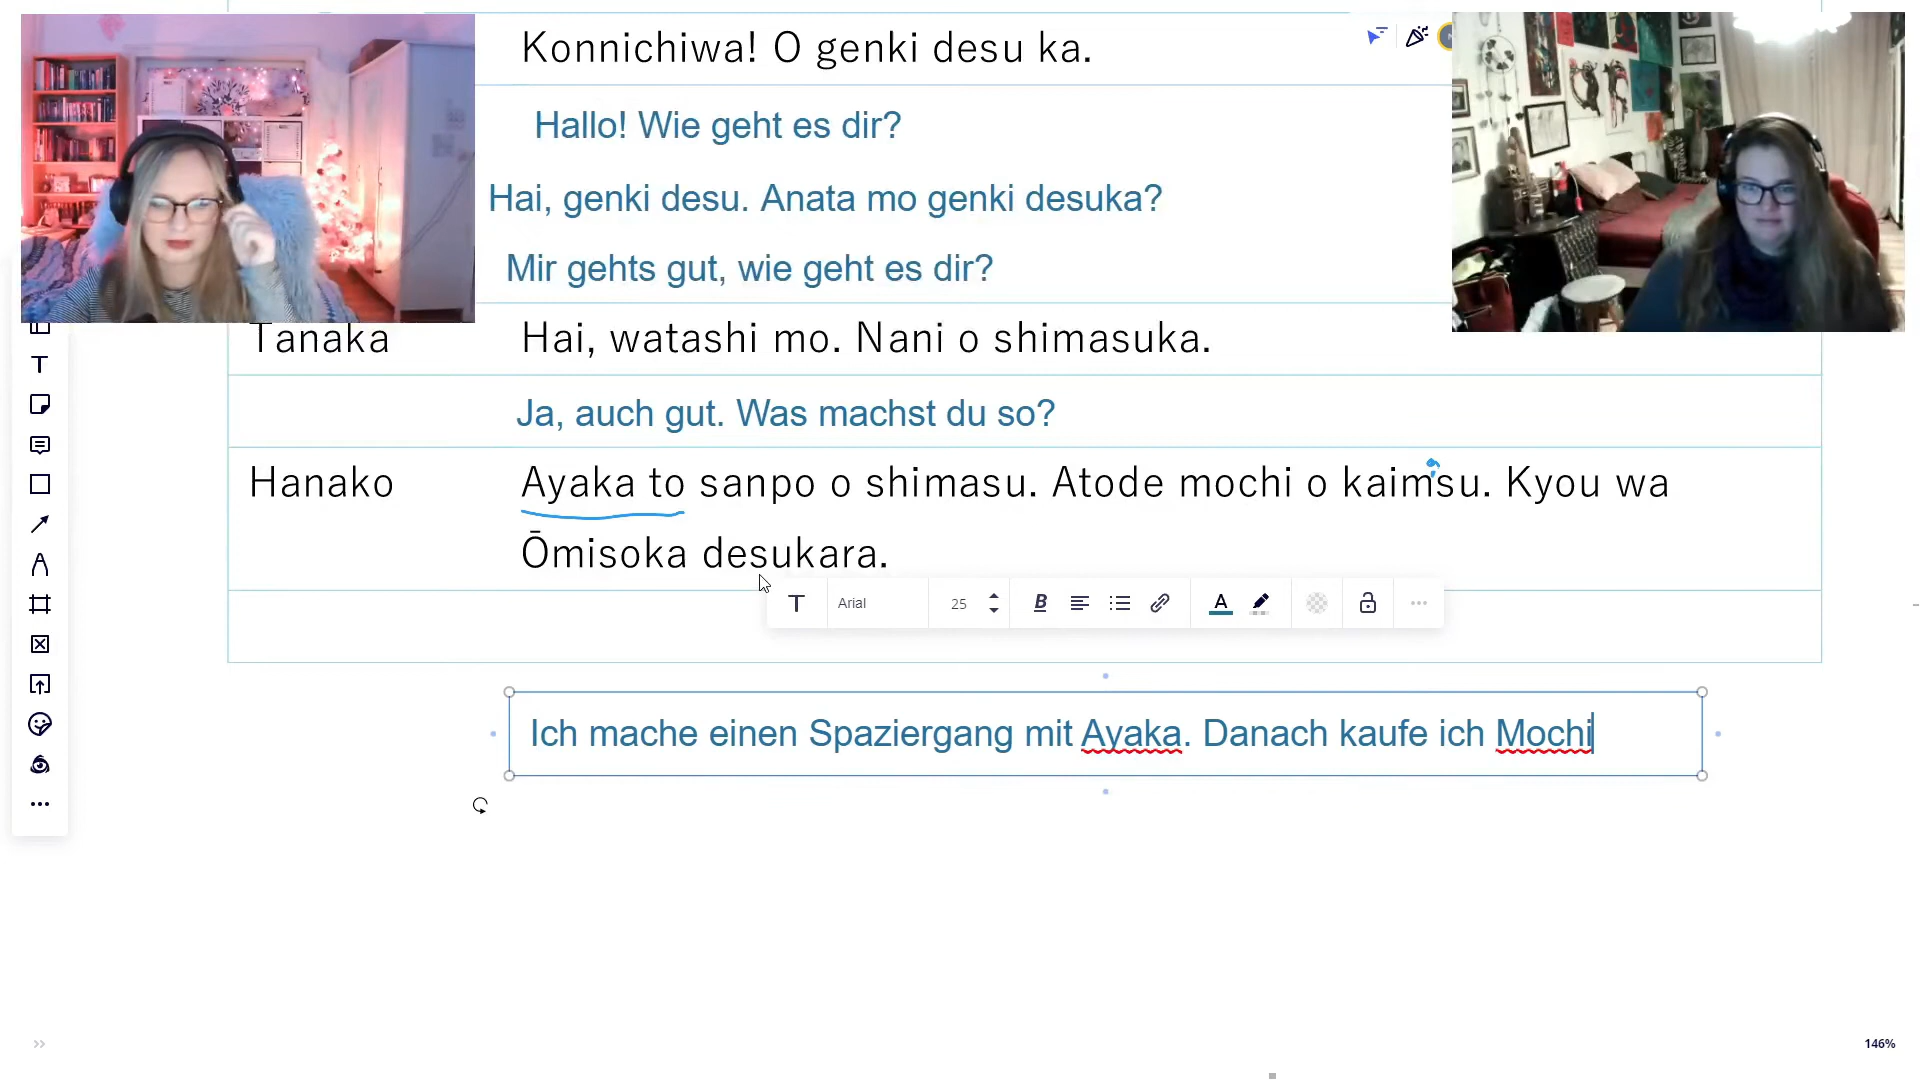 Konnichiwa! O genki desu ka.
Hallo! Wie geht es dir?
Hai, genki desu. Anata mo genki desuka?
Mir gehts gut, wie geht es dir?
Tanaka Hai, watashi mo. Nani o shimasuka.
Ja, auch gut. Was machst du so?
Hanako Ayaka to sanpo o shimasu. Atode mochi o kaimsu. Kyou wa
Ōmisoka desukara.
Arial 25
Ich mache einen Spaziergang mit Ayaka. Danach kaufe ich Mochi
146%